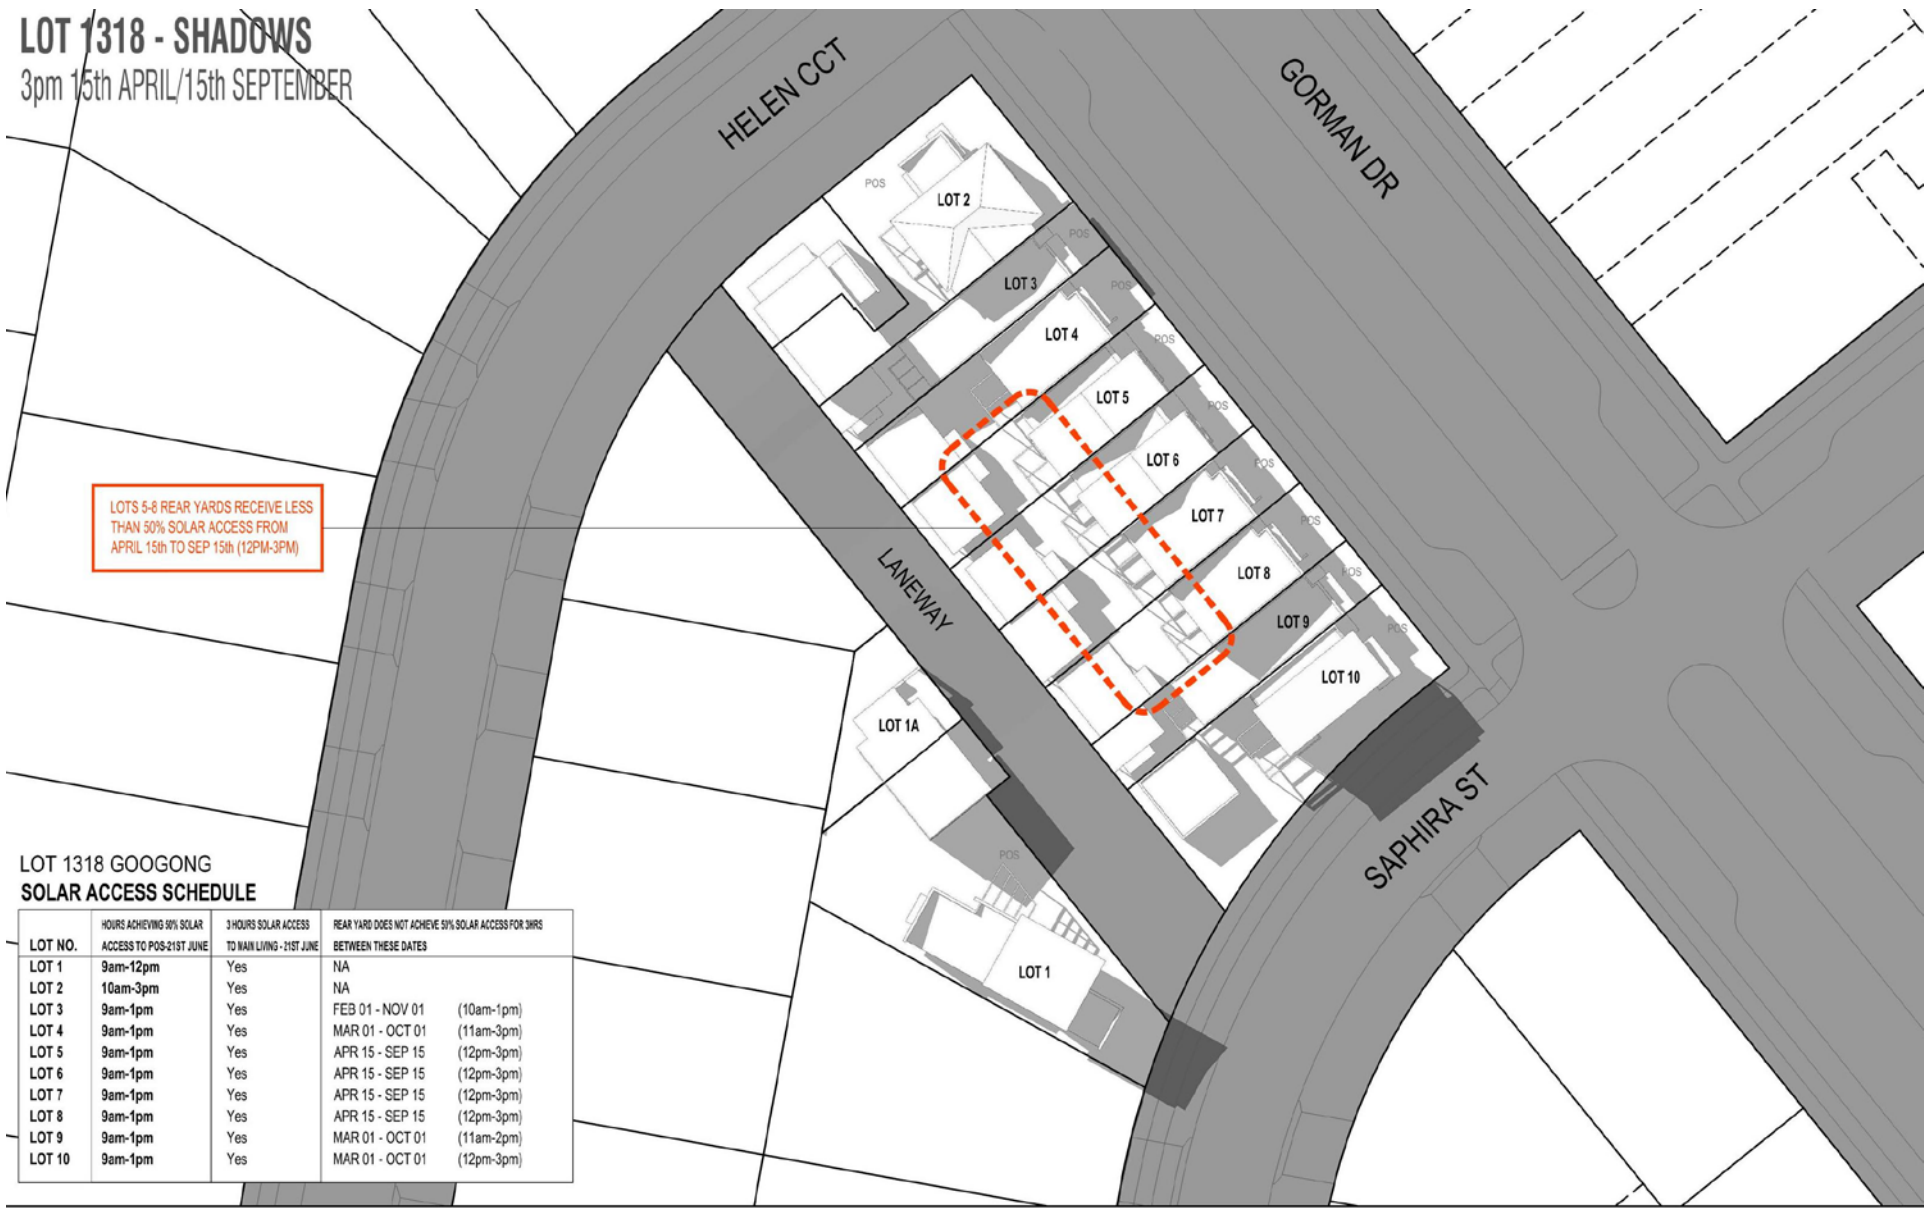 LOT 1318 - SHADOWS
3pm 15th APRIL/15th SEPTEMBER
HELEN CCT
GORMAN DR
POS
LOT 2
POS
LOT 3
POS
LOT 4
POS
LOT 5
POS
LOT 6
POS
LOT 7
POS
LOT 8
POS
LOT 9
POS
LOT 10
LOTS 5-8 REAR YARDS RECEIVE LESS
THAN 50% SOLAR ACCESS FROM
APRIL 15th TO SEP 15th (12PM-3PM)
LANEWAY
LOT 1A
SAPHIRA ST
POS
LOT 1
LOT 1318 GOOGONG
SOLAR ACCESS SCHEDULE
LOT NO. HOURS ACHIEVING 50% SOLAR ACCESS TO POS-21ST JUNE 3 HOURS SOLAR ACCESS TO MAIN LIVING - 21ST JUNE REAR YARD DOES NOT ACHIEVE 50% SOLAR ACCESS FOR 3HRS BETWEEN THESE DATES
LOT 1 9am-12pm Yes NA
LOT 2 10am-3pm Yes NA
LOT 3 9am-1pm Yes FEB 01 - NOV 01 (10am-1pm)
LOT 4 9am-1pm Yes MAR 01 - OCT 01 (11am-3pm)
LOT 5 9am-1pm Yes APR 15 - SEP 15 (12pm-3pm)
LOT 6 9am-1pm Yes APR 15 - SEP 15 (12pm-3pm)
LOT 7 9am-1pm Yes APR 15 - SEP 15 (12pm-3pm)
LOT 8 9am-1pm Yes APR 15 - SEP 15 (12pm-3pm)
LOT 9 9am-1pm Yes MAR 01 - OCT 01 (11am-2pm)
LOT 10 9am-1pm Yes MAR 01 - OCT 01 (12pm-3pm)